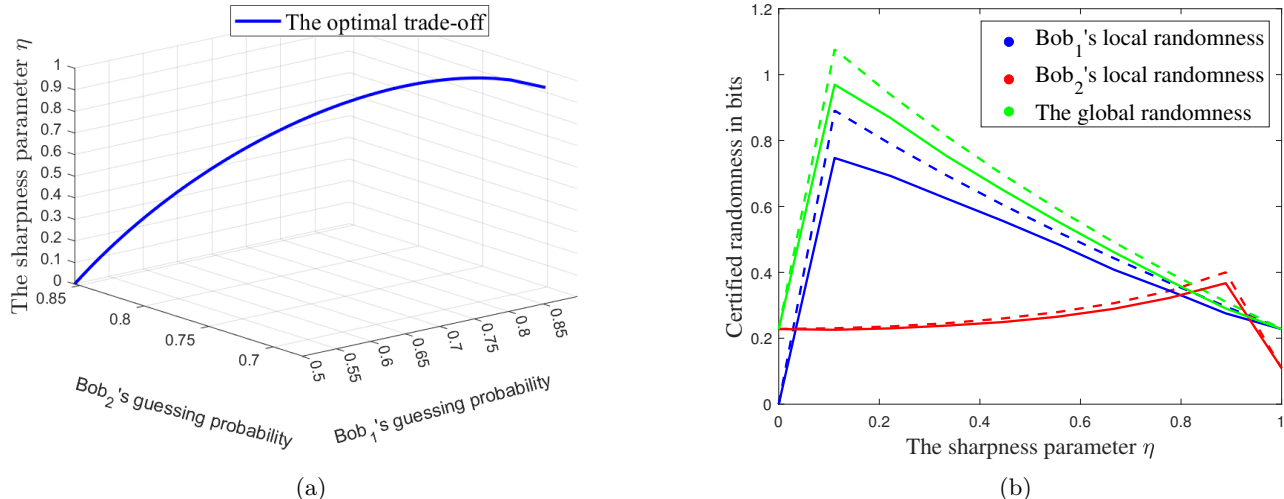 The optimal trade-off
The sharpness parameter η
1
0.9
0.8
0.7
0.6
0.5
0.4
0.3
0.2
0.1
0
0.85
0.8
0.75
0.7
Bob2's guessing probability
0.5
0.55
0.6
0.65
0.7
0.75
0.8
0.85
Bob1's guessing probability
(a)
Certified randomness in bits
1.2
1
0.8
0.6
0.4
0.2
0
Bob1's local randomness
Bob2's local randomness
The global randomness
0 0.2 0.4 0.6 0.8 1
The sharpness parameter η
(b)